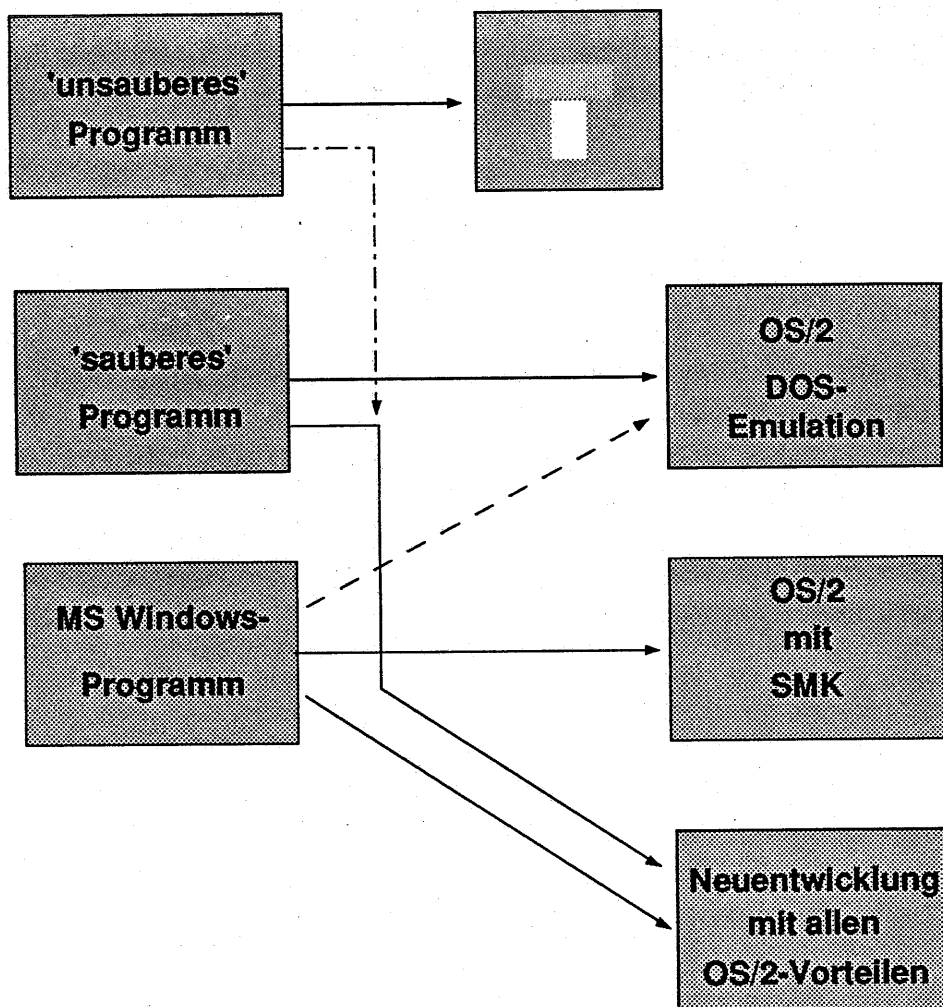 'unsauberes'
Programm
'sauberes'
Programm
OS/2
DOS-
Emulation
MS Windows-
Programm
OS/2
mit
SMK
Neuentwicklung
mit allen
OS/2-Vorteilen